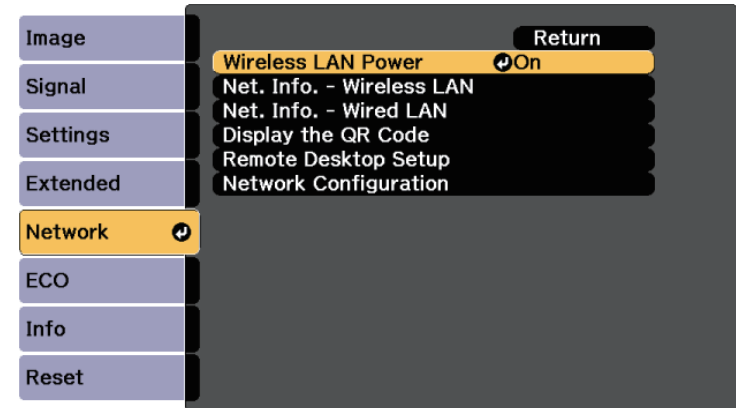 Image
Signal
Settings
Extended
Network
ECO
Info
Reset
Return
Wireless LAN Power On
Net. Info. - Wireless LAN
Net. Info. - Wired LAN
Display the QR Code
Remote Desktop Setup
Network Configuration